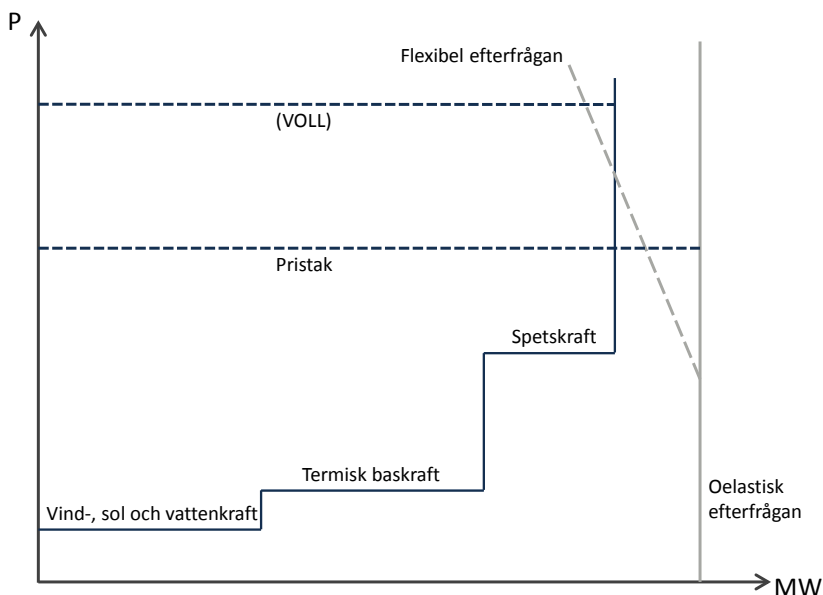 P
Flexibel efterfrågan
(VOLL)
Pristak
Spetskraft
Termisk baskraft
Oelastisk
efterfrågan
Vind-, sol och vattenkraft
MW